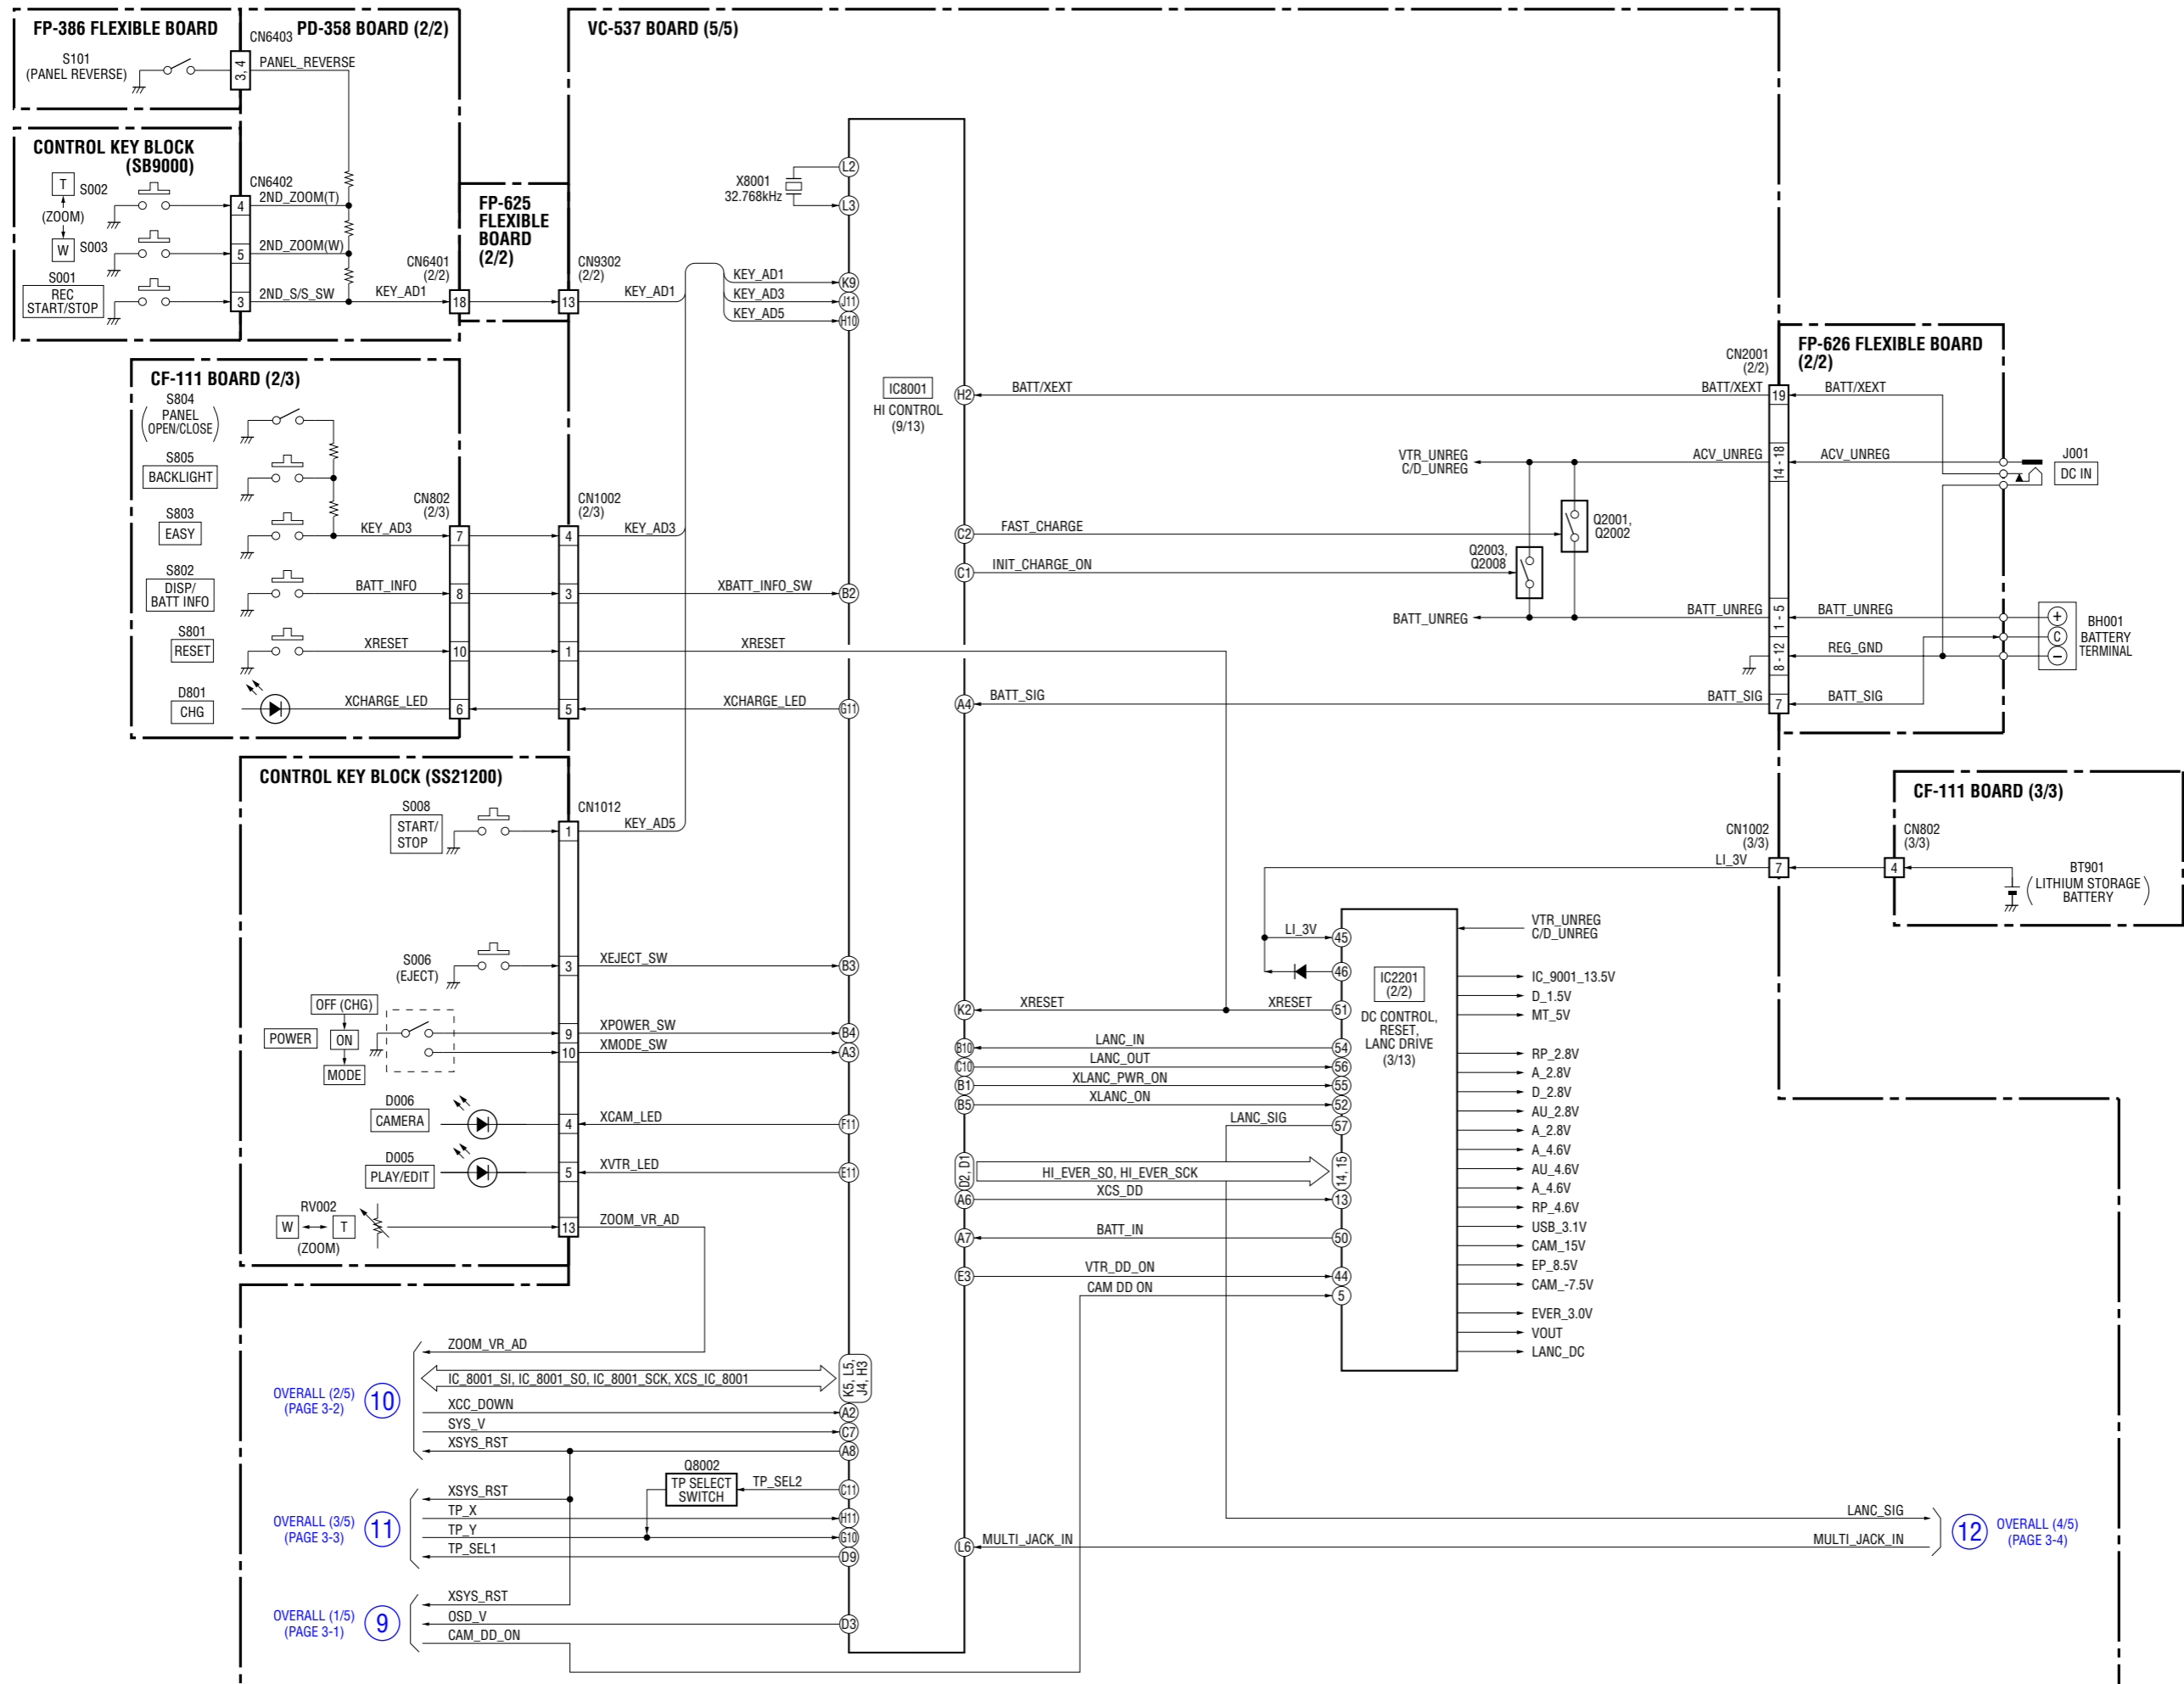 FP-386 FLEXIBLE BOARD
S101
(PANEL REVERSE)
CN6403
3, 4
PD-358 BOARD (2/2)
PANEL_REVERSE
CONTROL KEY BLOCK
(SB9000)
T
S002
(ZOOM)
W
S003
S001
REC
START/STOP
CN6402
4
2ND_ZOOM(T)
5
2ND_ZOOM(W)
3
2ND_S/S_SW
KEY_AD1
CN6401
(2/2)
18
FP-625
FLEXIBLE
BOARD
(2/2)
CN9302
(2/2)
13
KEY_AD1
VC-537 BOARD (5/5)
X8001
32.768kHz
L2
L3
KEY_AD1
K9
KEY_AD3
J11
KEY_AD5
H10
CF-111 BOARD (2/3)
S804
PANEL
OPEN/CLOSE
S805
BACKLIGHT
S803
EASY
KEY_AD3
S802
DISP/
BATT INFO
BATT_INFO
S801
RESET
XRESET
D801
CHG
XCHARGE_LED
CN802
(2/3)
7
8
10
6
CN1002
(2/3)
4
KEY_AD3
3
XBATT_INFO_SW
B2
1
XRESET
5
XCHARGE_LED
G11
IC8001
HI CONTROL
(9/13)
H2
BATT/XEXT
C2
FAST_CHARGE
C1
INIT_CHARGE_ON
A4
BATT_SIG
VTR_UNREG
C/D_UNREG
BATT_UNREG
Q2001,
Q2002
Q2003,
Q2008
CN2001
(2/2)
BATT/XEXT
19
ACV_UNREG
14 - 18
BATT_UNREG
1 - 5
8 - 12
BATT_SIG
7
FP-626 FLEXIBLE BOARD
(2/2)
BATT/XEXT
ACV_UNREG
BATT_UNREG
REG_GND
BATT_SIG
J001
DC IN
+
C
−
BH001
BATTERY
TERMINAL
CONTROL KEY BLOCK (SS21200)
S008
START/
STOP
CN1012
1
KEY_AD5
S006
(EJECT)
3
XEJECT_SW
B3
OFF (CHG)
POWER
ON
MODE
9
XPOWER_SW
B4
10
XMODE_SW
A3
D006
CAMERA
4
XCAM_LED
F11
D005
PLAY/EDIT
5
XVTR_LED
E11
RV002
W
T
(ZOOM)
13
ZOOM_VR_AD
CF-111 BOARD (3/3)
CN1002
(3/3)
LI_3V
7
CN802
(3/3)
4
BT901
LITHIUM STORAGE
BATTERY
LI_3V
45
46
IC2201
(2/2)
DC CONTROL,
RESET,
LANC DRIVE
(3/13)
K2
XRESET
XRESET
51
B10
LANC_IN
54
C10
LANC_OUT
56
B1
XLANC_PWR_ON
55
B5
XLANC_ON
52
LANC_SIG
57
D2, D1
HI_EVER_SO, HI_EVER_SCK
14, 15
A6
XCS_DD
13
A7
BATT_IN
50
E3
VTR_DD_ON
44
CAM DD ON
5
VTR_UNREG
C/D_UNREG
IC_9001_13.5V
D_1.5V
MT_5V
RP_2.8V
A_2.8V
D_2.8V
AU_2.8V
A_2.8V
A_4.6V
AU_4.6V
A_4.6V
RP_4.6V
USB_3.1V
CAM_15V
EP_8.5V
CAM_-7.5V
EVER_3.0V
VOUT
LANC_DC
OVERALL (2/5)
(PAGE 3-2)
10
ZOOM_VR_AD
IC_8001_SI, IC_8001_SO, IC_8001_SCK, XCS_IC_8001
K5, L5,
J4, H3
XCC_DOWN
A2
SYS_V
C7
XSYS_RST
A8
Q8002
TP SELECT
SWITCH
TP_SEL2
C11
OVERALL (3/5)
(PAGE 3-3)
11
XSYS_RST
TP_X
H11
TP_Y
G10
TP_SEL1
D9
OVERALL (1/5)
(PAGE 3-1)
9
XSYS_RST
OSD_V
D3
CAM_DD_ON
L6
MULTI_JACK_IN
LANC_SIG
MULTI_JACK_IN
12
OVERALL (4/5)
(PAGE 3-4)